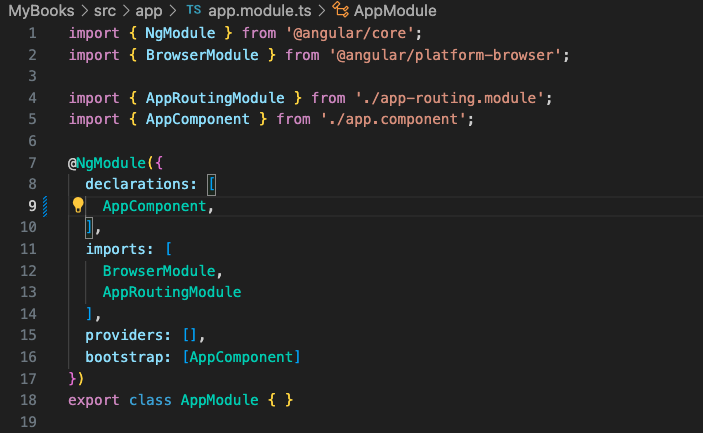 MyBooks > src > app > TS app.module.ts > AppModule
1 import { NgModule } from '@angular/core';
2 import { BrowserModule } from '@angular/platform-browser';
3
4 import { AppRoutingModule } from './app-routing.module';
5 import { AppComponent } from './app.component';
6
7 @NgModule({
8   declarations: [
9     AppComponent,
10   ],
11   imports: [
12     BrowserModule,
13     AppRoutingModule
14   ],
15   providers: [],
16   bootstrap: [AppComponent]
17 })
18 export class AppModule { }
19